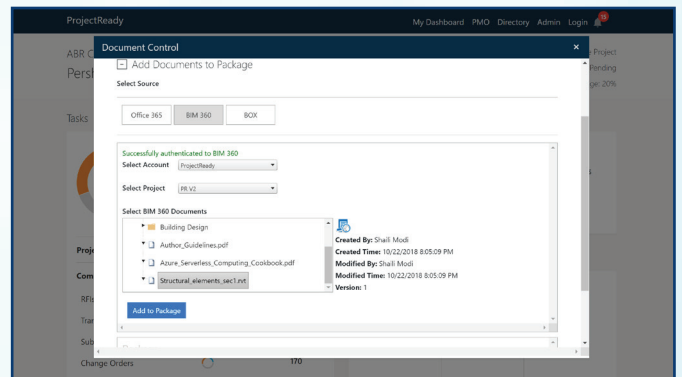 ProjectReady
My Dashboard PMO Directory Admin Login 15
ABR C
Document Control ×
r Project
Persh
Add Documents to Package
Pending
Select Source
ge: 20%
Tasks
Office 365 BIM 360 BOX
Successfully authenticated to BIM 360
Select Account ProjectReady
Select Project PR V2
Select BIM 360 Documents
Building Design
Author_Guidelines.pdf
Azure_Serverless_Computing_Cookbook.pdf
Structural_elements_sec1.rvt
Created By: Shaili Modi
Created Time: 10/22/2018 8:05:09 PM
Modified By: Shaili Modi
Modified Time: 10/22/2018 8:05:09 PM
Version: 1
Proje
Com
RFIs
Add to Package
Tran
Sub
Change Orders 170